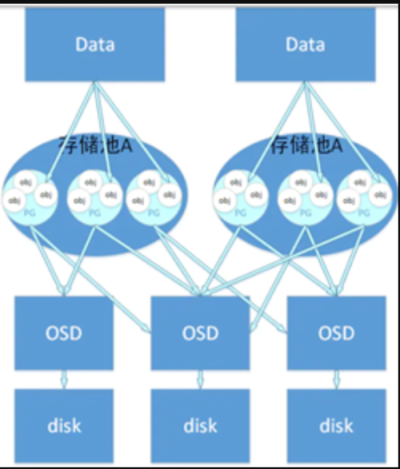 Data Data
存储池A 存储池A
obj obj obj obj obj obj
obj obj obj obj obj obj
obj obj obj obj obj obj
PG PG PG PG PG PG
OSD OSD OSD
disk disk disk